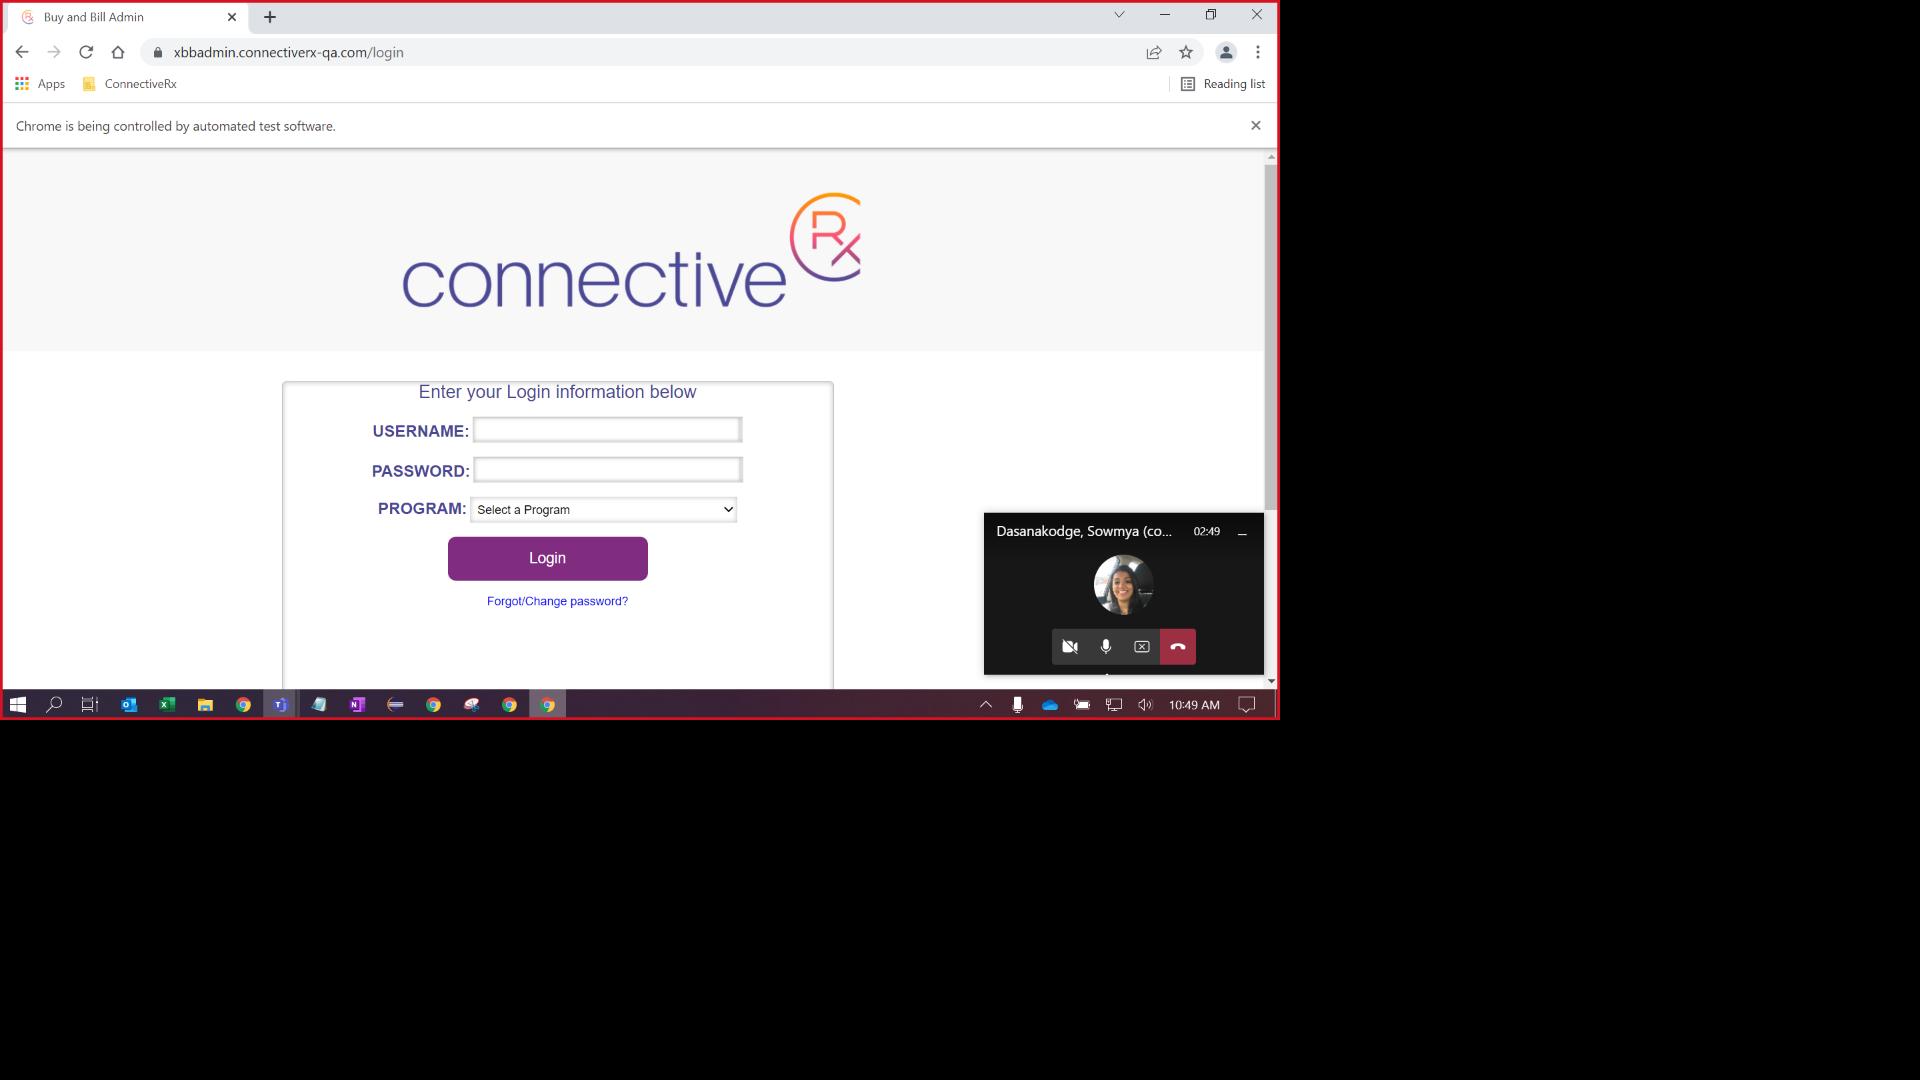 Buy and Bill Admin
xbbadmin.connectiverx-qa.com/login
Apps
ConnectiveRx
Reading list
Chrome is being controlled by automated test software.
connective Rx
Enter your Login information below
USERNAME:
PASSWORD:
PROGRAM: Select a Program
Login
Forgot/Change password?
Dasanakodge, Sowmya (co... 02:49
10:49 AM